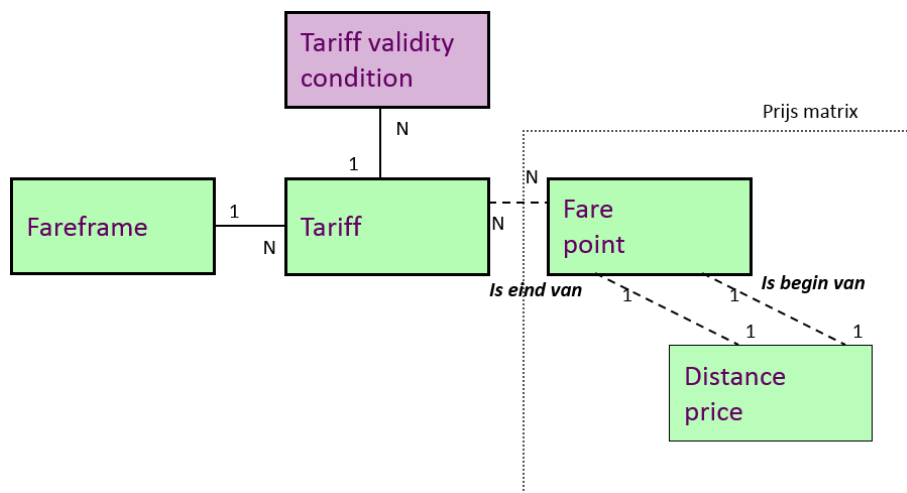 Tariff validity
condition
Prijs matrix
N
1
N
Fareframe
1
N
Tariff
N
Fare
point
Is eind van
1
1
Is begin van
1
1
Distance
price